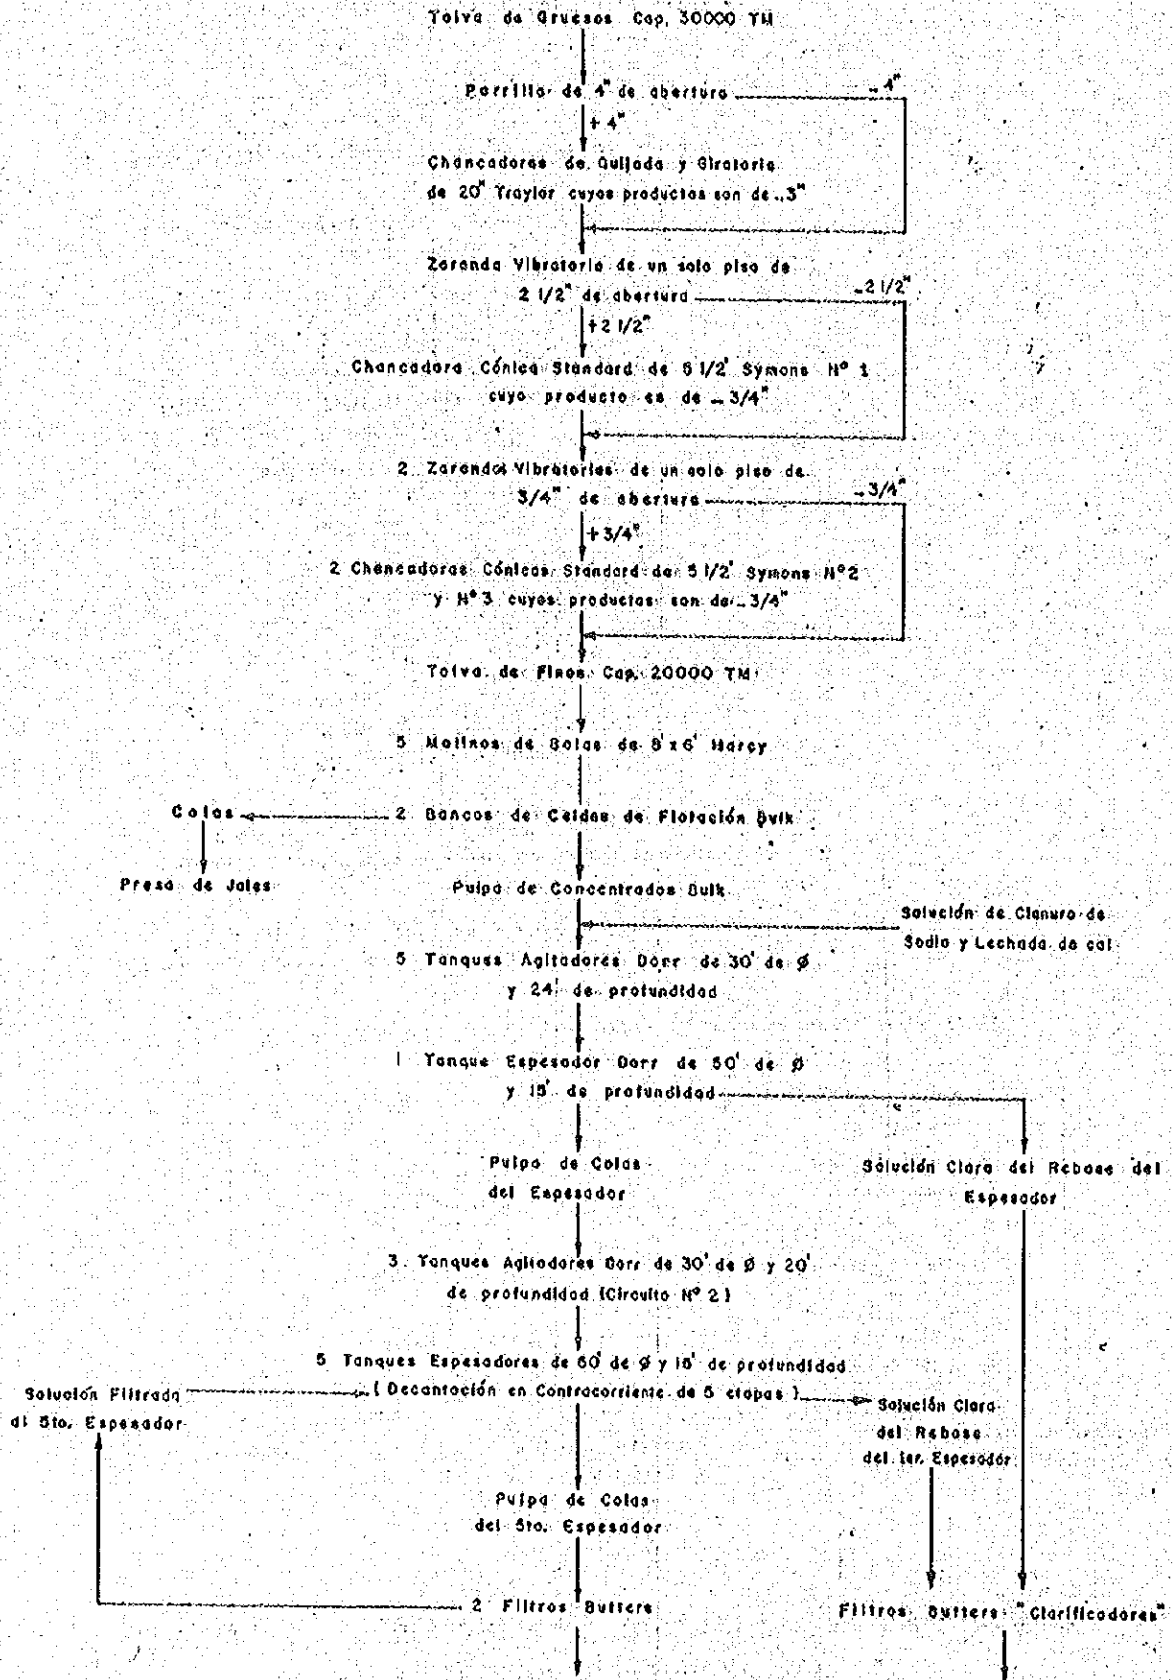 Tolva de Gruesos Cap. 30000 TM
Parrilla de 4" de abertura
-4"
+4"
Chancadoras de Quijada y Giratoria
de 20" Traylor cuyos productos son de -3"
Zaranda Vibratoria de un solo piso de
2 1/2" de abertura
-2 1/2"
+2 1/2"
Chancadora Cónica Standard de 5 1/2' Symons Nº 1
cuyo producto es de -3/4"
2 Zarandas Vibratorias de un solo piso de
3/4" de abertura
-3/4"
+3/4"
2 Chancadoras Cónicas Standard de 5 1/2' Symons Nº 2
y Nº 3 cuyos productos son de -3/4"
Tolva de Finos Cap. 20000 TM
5 Molinos de Bolas de 8' x 6' Marcy
Colas
2 Bancos de Celdas de Flotación Bulk
Presa de Jales
Pulpa de Concentrados Bulk
Solución de Cianuro de
Sodio y Lechada de cal
5 Tanques Agitadores Dorr de 30' de Ø
y 24' de profundidad
1 Tanque Espesador Dorr de 50' de Ø
y 15' de profundidad
Pulpa de Colas
del Espesador
Solución Clara del Rebose del
Espesador
3 Tanques Agitadores Dorr de 30' de Ø y 20'
de profundidad (Circuito Nº 2)
5 Tanques Espesadores de 50' de Ø y 15' de profundidad
(Decantación en Contracorriente de 5 etapas)
Solución Filtrada
al 5to. Espesador
Solución Clara
del Rebose
del 1er. Espesador
Pulpa de Colas
del 5to. Espesador
2 Filtros Butters
Filtros Butters "Clarificadores"